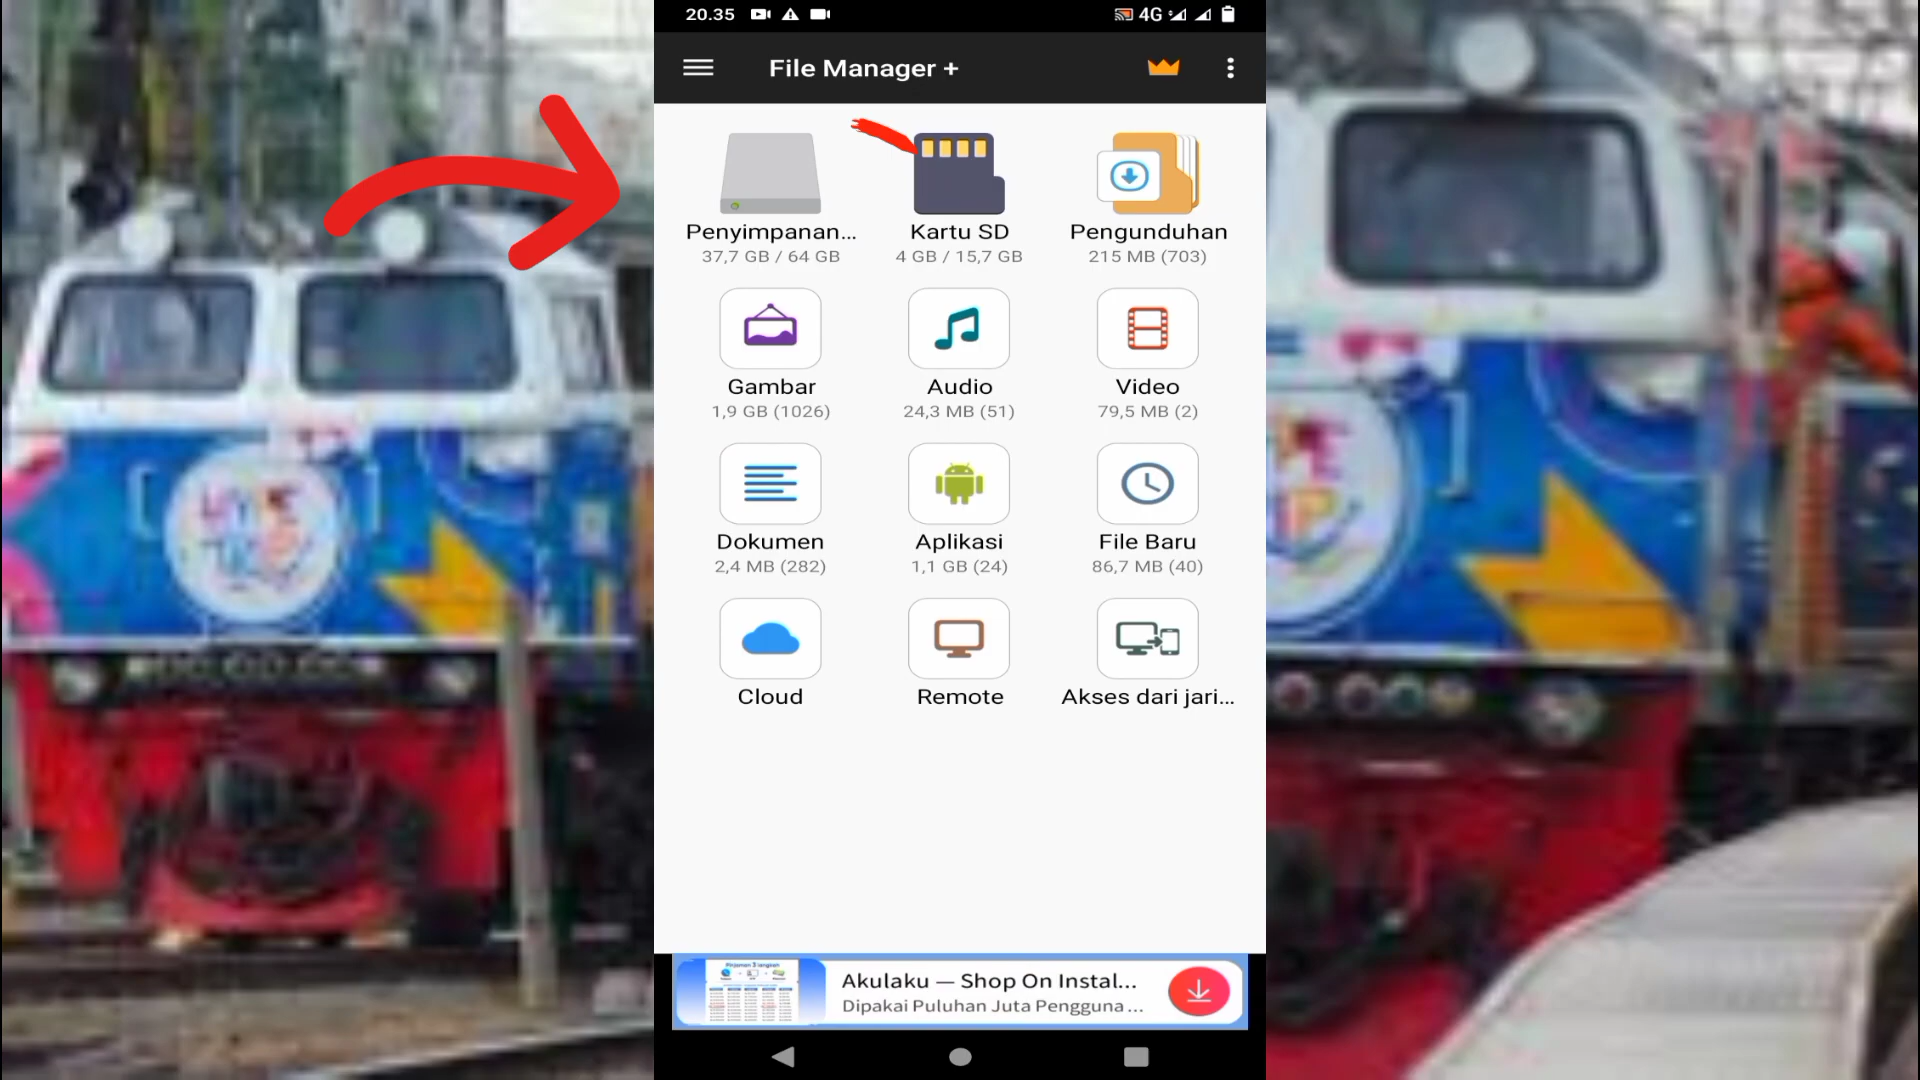 20.35
4G
File Manager +
Penyimpanan...
37,7 GB / 64 GB
Kartu SD
4 GB / 15,7 GB
Pengunduhan
215 MB (703)
Gambar
1,9 GB (1026)
Audio
24,3 MB (51)
Video
79,5 MB (2)
Dokumen
2,4 MB (282)
Aplikasi
1,1 GB (24)
File Baru
86,7 MB (40)
Cloud
Remote
Akses dari jari...
Akulaku — Shop On Instal...
Dipakai Puluhan Juta Pengguna ...